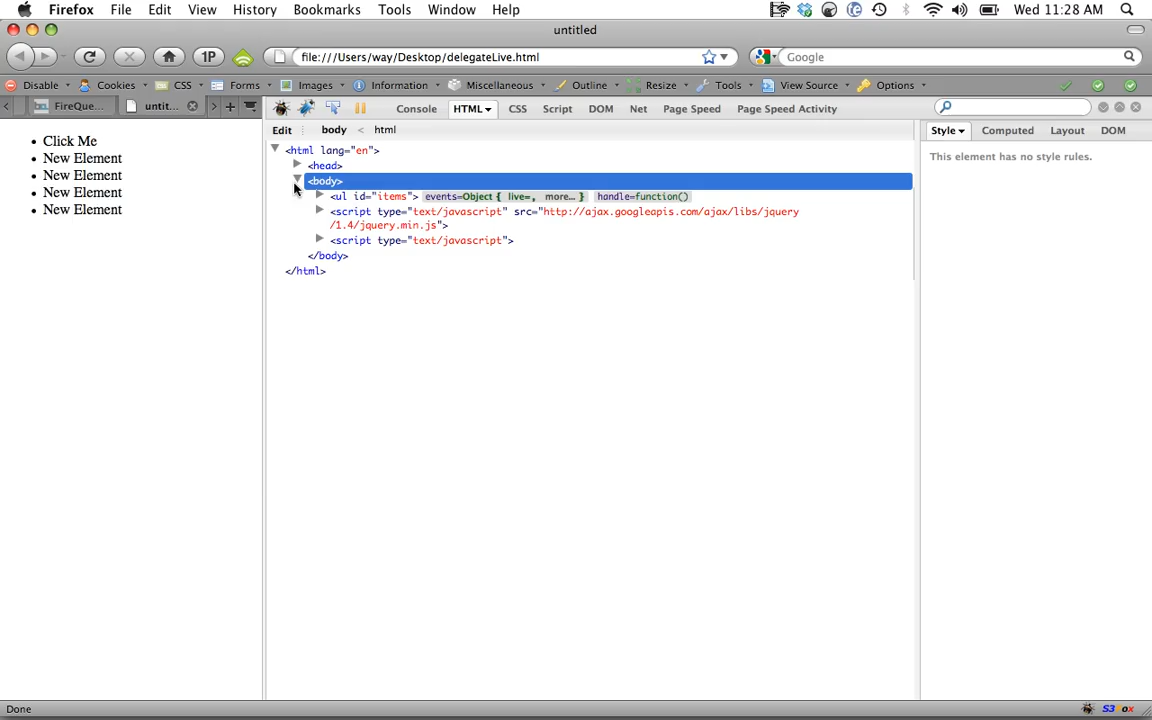 Firefox File Edit View History Bookmarks Tools Window Help Wed 11:28 AM
untitled
1P file:///Users/way/Desktop/delegateLive.html Google
Disable Cookies CSS Forms Images Information Miscellaneous Outline Resize Tools View Source Options
FireQue... untit... Console HTML CSS Script DOM Net Page Speed Page Speed Activity
Edit body < html Style Computed Layout DOM
Click Me
New Element
New Element
New Element
New Element
<html lang="en">
<head>
<body>
<ul id="items"> events=Object { live=, more... } handle=function()
<script type="text/javascript" src="http://ajax.googleapis.com/ajax/libs/jquery
/1.4/jquery.min.js">
<script type="text/javascript">
</body>
</html>
This element has no style rules.
Done S3 ox